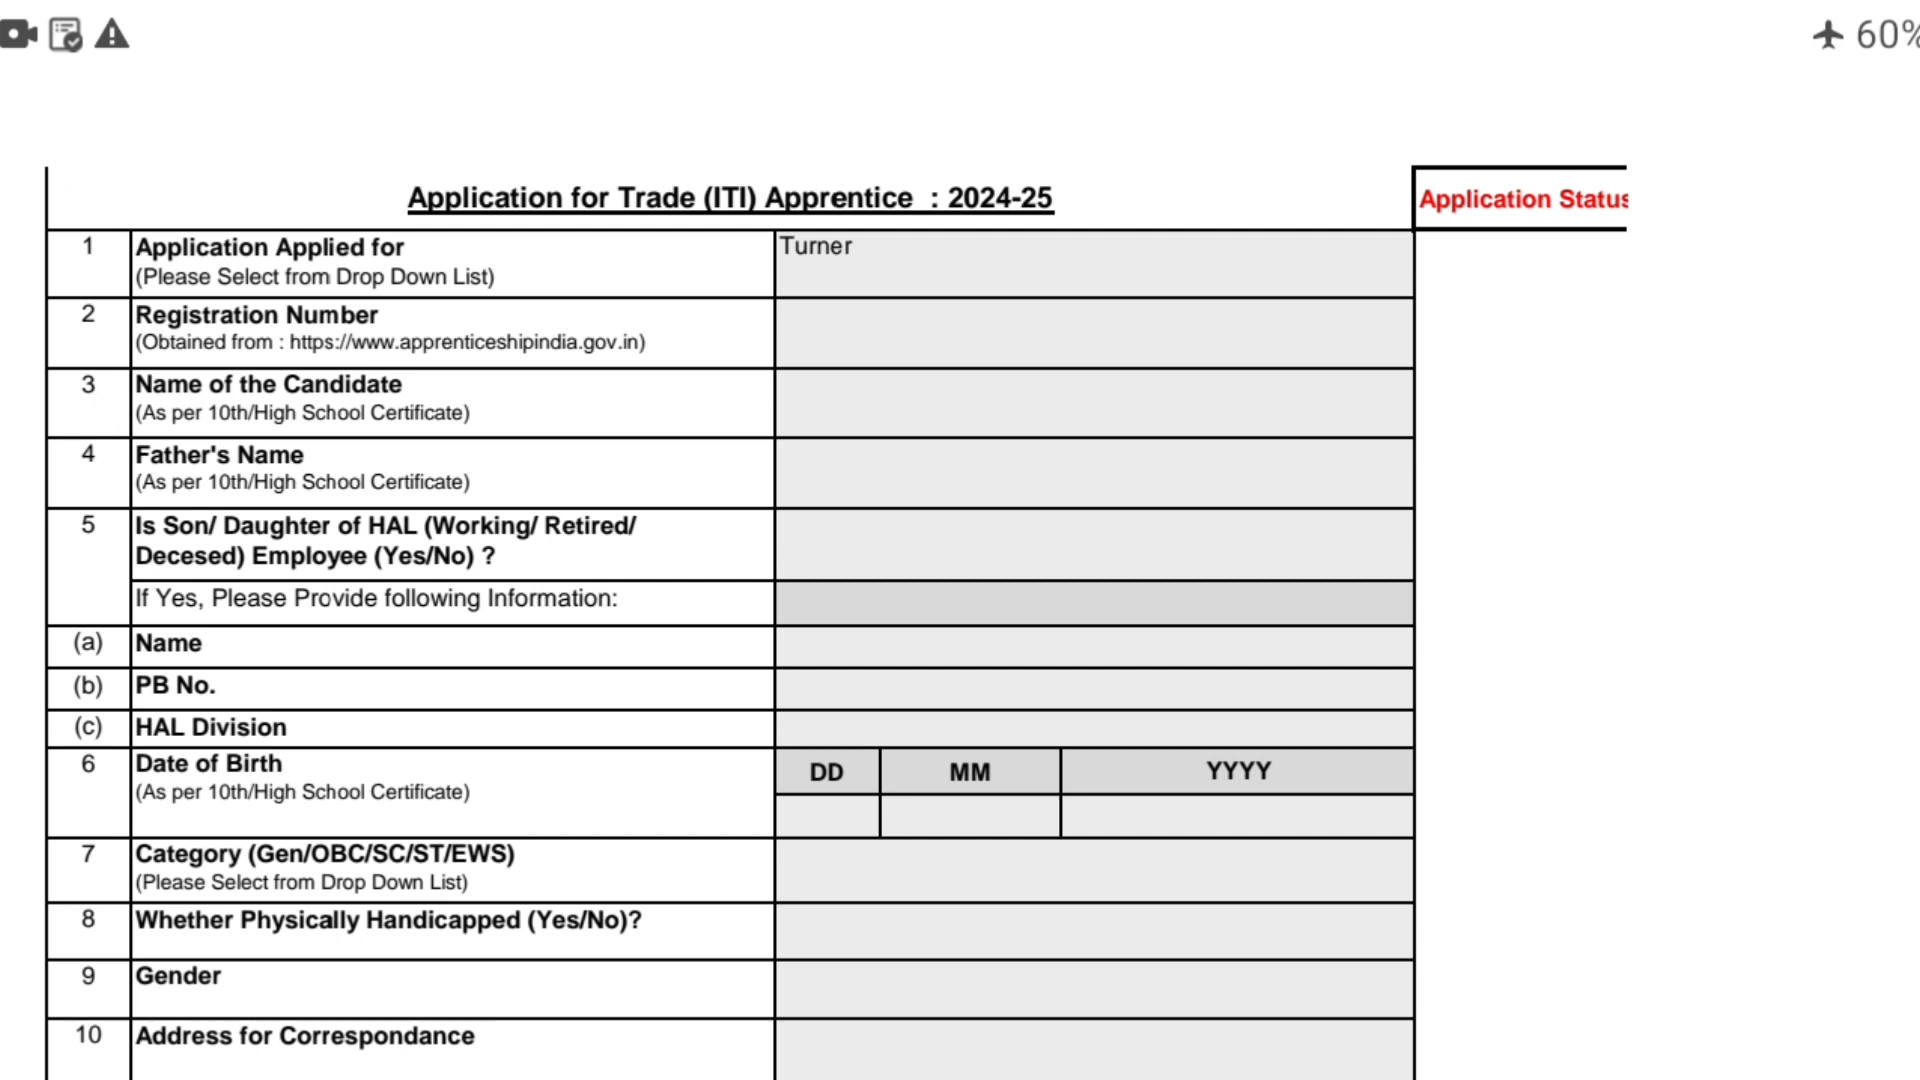 60%
Application for Trade (ITI) Apprentice : 2024-25
Application Status
1 Application Applied for Turner
(Please Select from Drop Down List)
2 Registration Number
(Obtained from : https://www.apprenticeshipindia.gov.in)
3 Name of the Candidate
(As per 10th/High School Certificate)
4 Father's Name
(As per 10th/High School Certificate)
5 Is Son/ Daughter of HAL (Working/ Retired/
Decesed) Employee (Yes/No) ?
If Yes, Please Provide following Information:
(a) Name
(b) PB No.
(c) HAL Division
6 Date of Birth DD MM YYYY
(As per 10th/High School Certificate)
7 Category (Gen/OBC/SC/ST/EWS)
(Please Select from Drop Down List)
8 Whether Physically Handicapped (Yes/No)?
9 Gender
10 Address for Correspondance